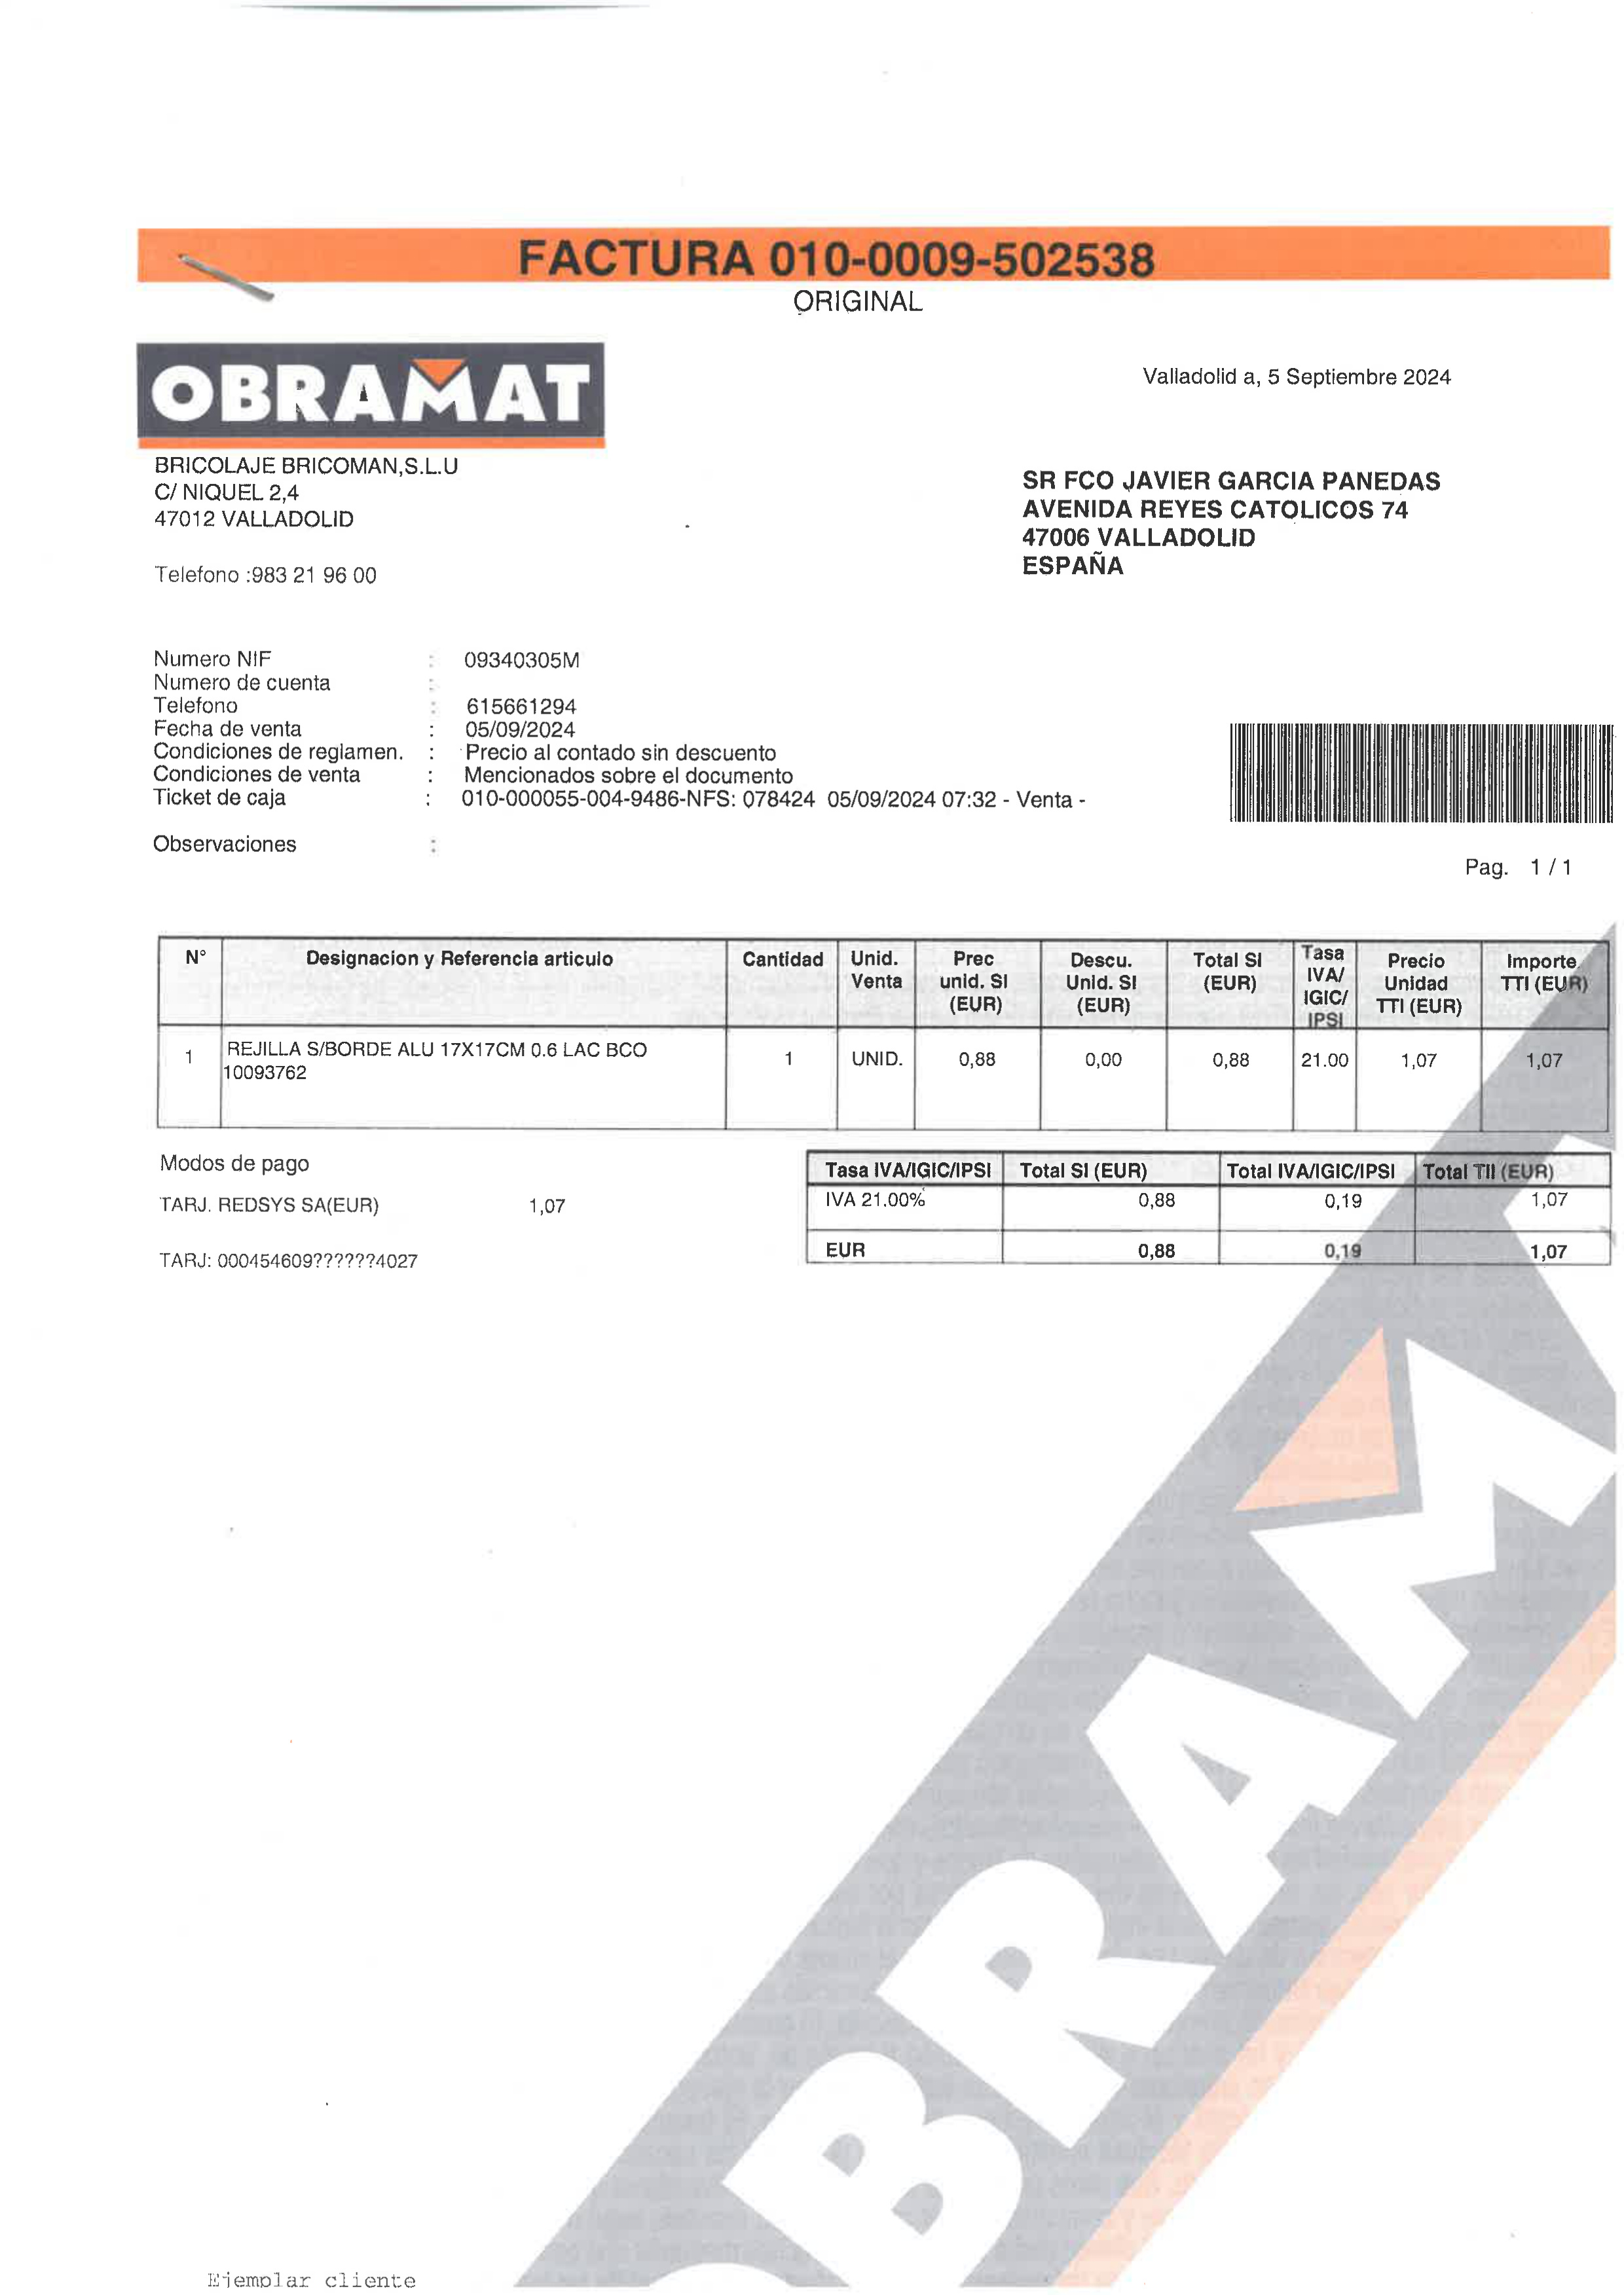 FACTURA 010-0009-502538
ORIGINAL
OBRAMAT
Valladolid a, 5 Septiembre 2024
BRICOLAJE BRICOMAN,S.L.U
C/ NIQUEL 2,4
47012 VALLADOLID
Telefono :983 21 96 00
SR FCO JAVIER GARCIA PANEDAS
AVENIDA REYES CATOLICOS 74
47006 VALLADOLID
ESPAÑA
Numero NIF : 09340305M
Numero de cuenta :
Telefono : 615661294
Fecha de venta : 05/09/2024
Condiciones de reglamen. : Precio al contado sin descuento
Condiciones de venta : Mencionados sobre el documento
Ticket de caja : 010-000055-004-9486-NFS: 078424 05/09/2024 07:32 - Venta -
Observaciones :
Pag. 1 / 1
N° Designacion y Referencia articulo Cantidad Unid. Venta Prec unid. SI (EUR) Descu. Unid. SI (EUR) Total SI (EUR) Tasa IVA/ IGIC/ IPSI Precio Unidad TTI (EUR) Importe TTI (EUR)
1 REJILLA S/BORDE ALU 17X17CM 0.6 LAC BCO 1 UNID. 0,88 0,00 0,88 21.00 1,07 1,07
10093762
Modos de pago
TARJ. REDSYS SA(EUR) 1,07
TARJ: 000454609??????4027
Tasa IVA/IGIC/IPSI Total SI (EUR) Total IVA/IGIC/IPSI Total TII (EUR)
IVA 21.00% 0,88 0,19 1,07
EUR 0,88 0,19 1,07
OBRAMAT
Ejemplar cliente